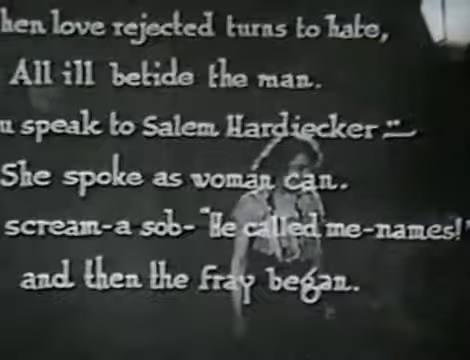 hen love rejected turns to hate,
All ill betide the man.
u speak to Salem Hardiecker —
She spoke as woman can.
scream-a sob-"He called me-names!"
and then the fray began.